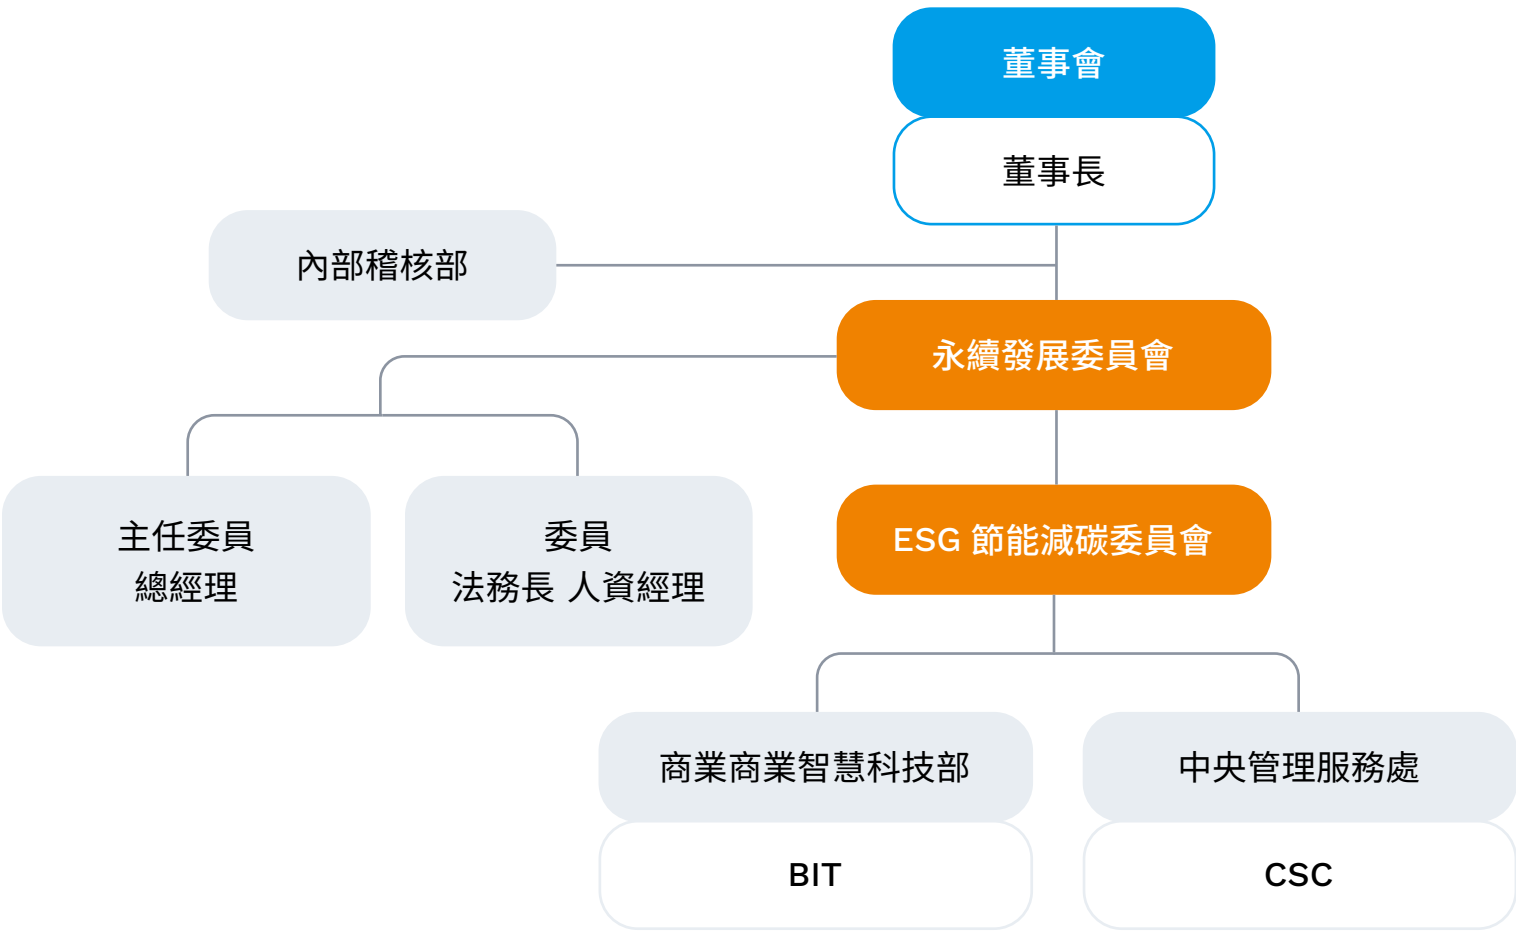 董事會
董事長
內部稽核部
永續發展委員會
主任委員
總經理
委員
法務長 人資經理
ESG 節能減碳委員會
商業商業智慧科技部
BIT
中央管理服務處
CSC